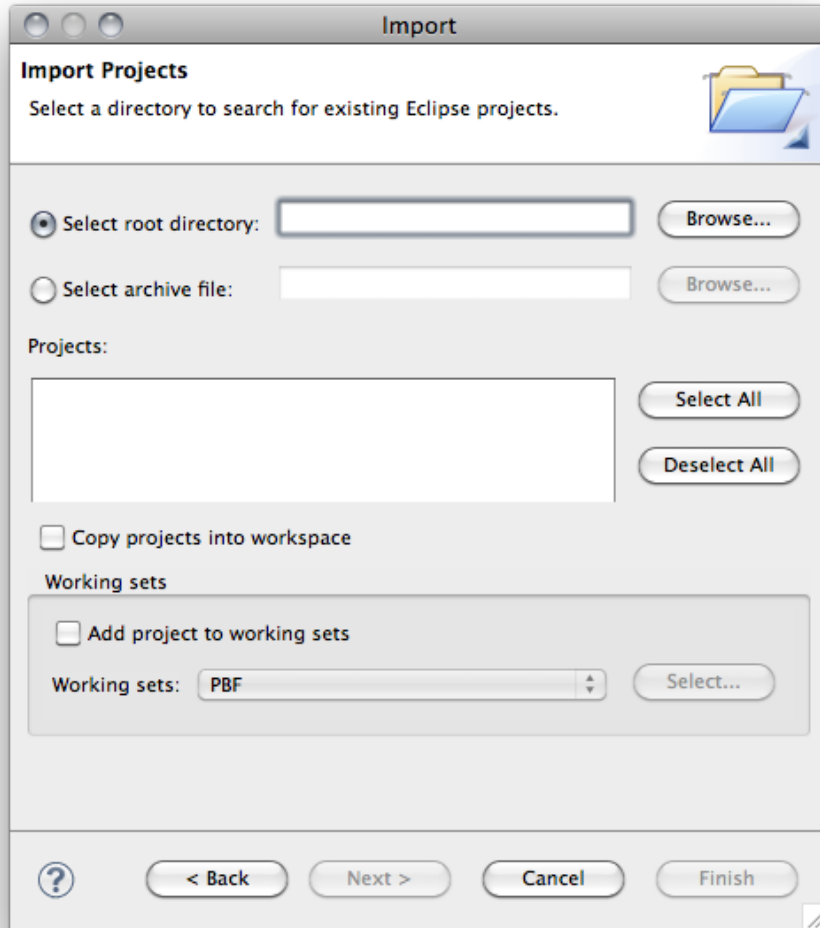 Import
Import Projects
Select a directory to search for existing Eclipse projects.
Select root directory: Browse...
Select archive file: Browse...
Projects:
Select All
Deselect All
Copy projects into workspace
Working sets
Add project to working sets
Working sets: PBF Select...
? < Back Next > Cancel Finish